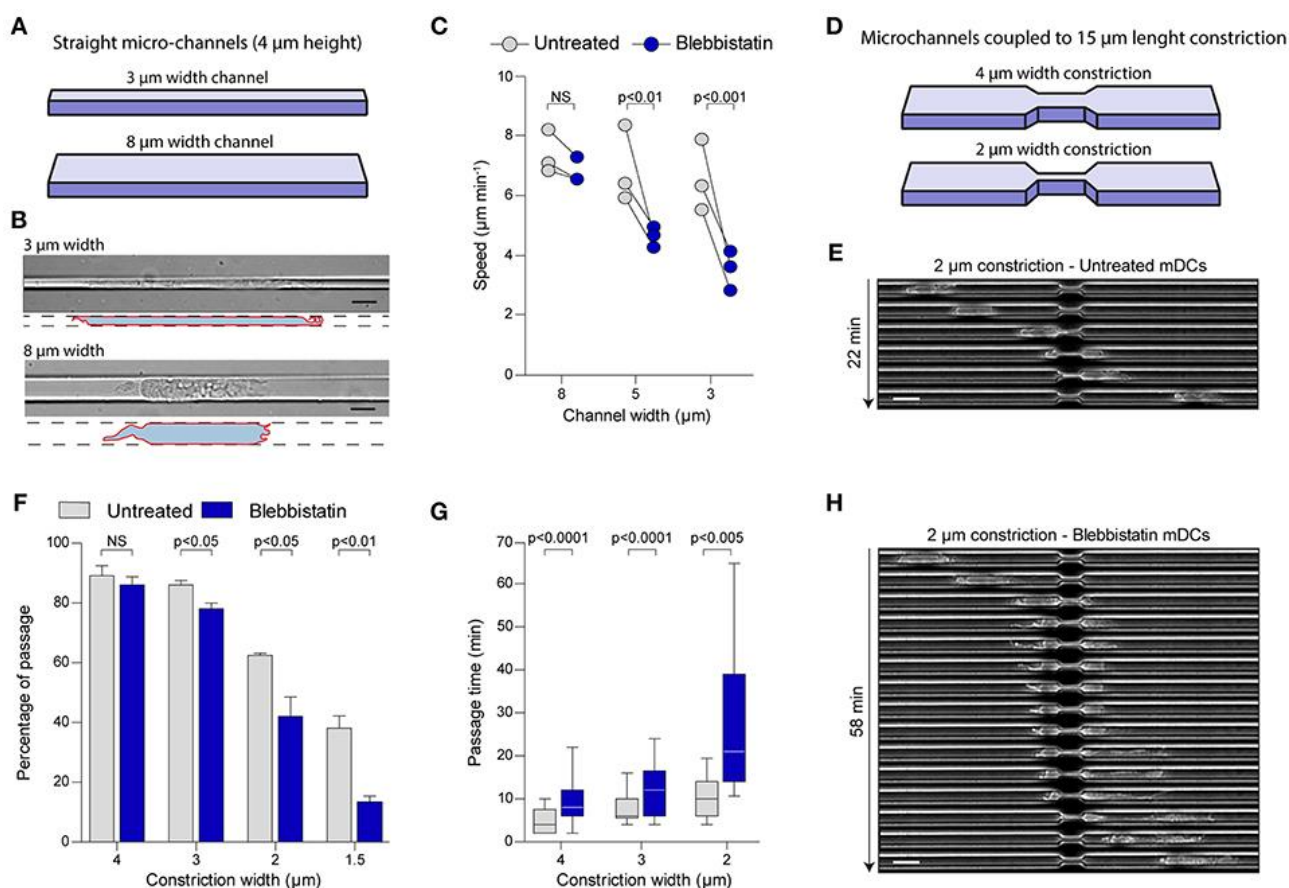 A
Straight micro-channels (4 µm height)
3 µm width channel
8 µm width channel
B
3 µm width
8 µm width
C
Untreated Blebbistatin
10
8
6
4
2
0
Speed (µm min⁻¹)
NS p<0.01 p<0.001
8 5 3
Channel width (µm)
D
Microchannels coupled to 15 µm lenght constriction
4 µm width constriction
2 µm width constriction
E
2 µm constriction - Untreated mDCs
22 min
F
Untreated Blebbistatin
100
80
60
40
20
0
Percentage of passage
NS p<0.05 p<0.05 p<0.01
4 3 2 1.5
Constriction width (µm)
G
70
60
50
40
30
20
10
0
Passage time (min)
p<0.0001 p<0.0001 p<0.005
4 3 2
Constriction width (µm)
H
2 µm constriction - Blebbistatin mDCs
58 min